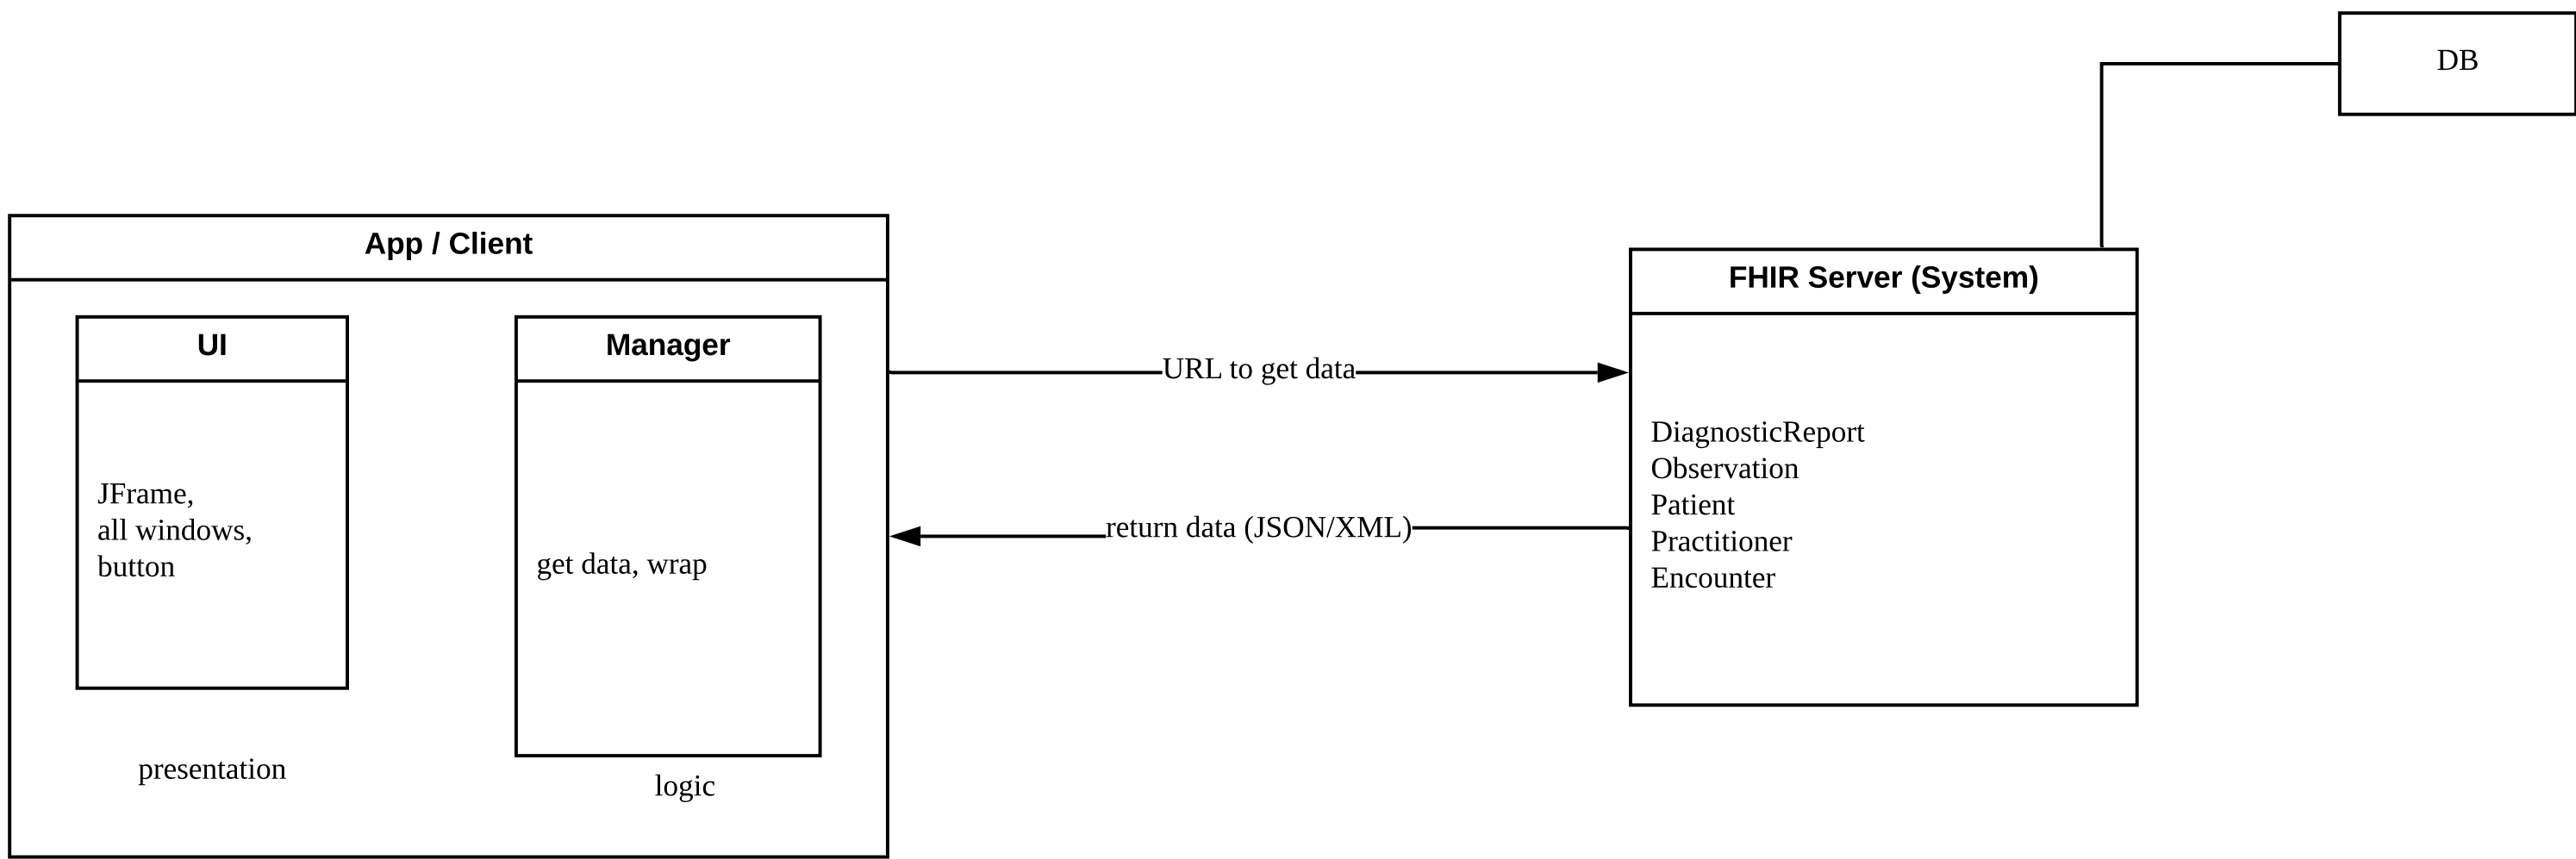 DB
App / Client
FHIR Server (System)
UI
Manager
URL to get data
DiagnosticReport
Observation
Patient
Practitioner
Encounter
JFrame,
all windows,
button
return data (JSON/XML)
get data, wrap
presentation
logic